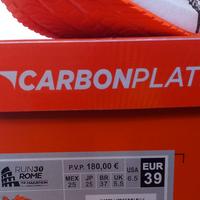 CARBONPLAT
RUN30
ROME
P.V.P. 180,00 €
MEX JP BR UK USA EUR
25 25 37 5.5 6.5 39